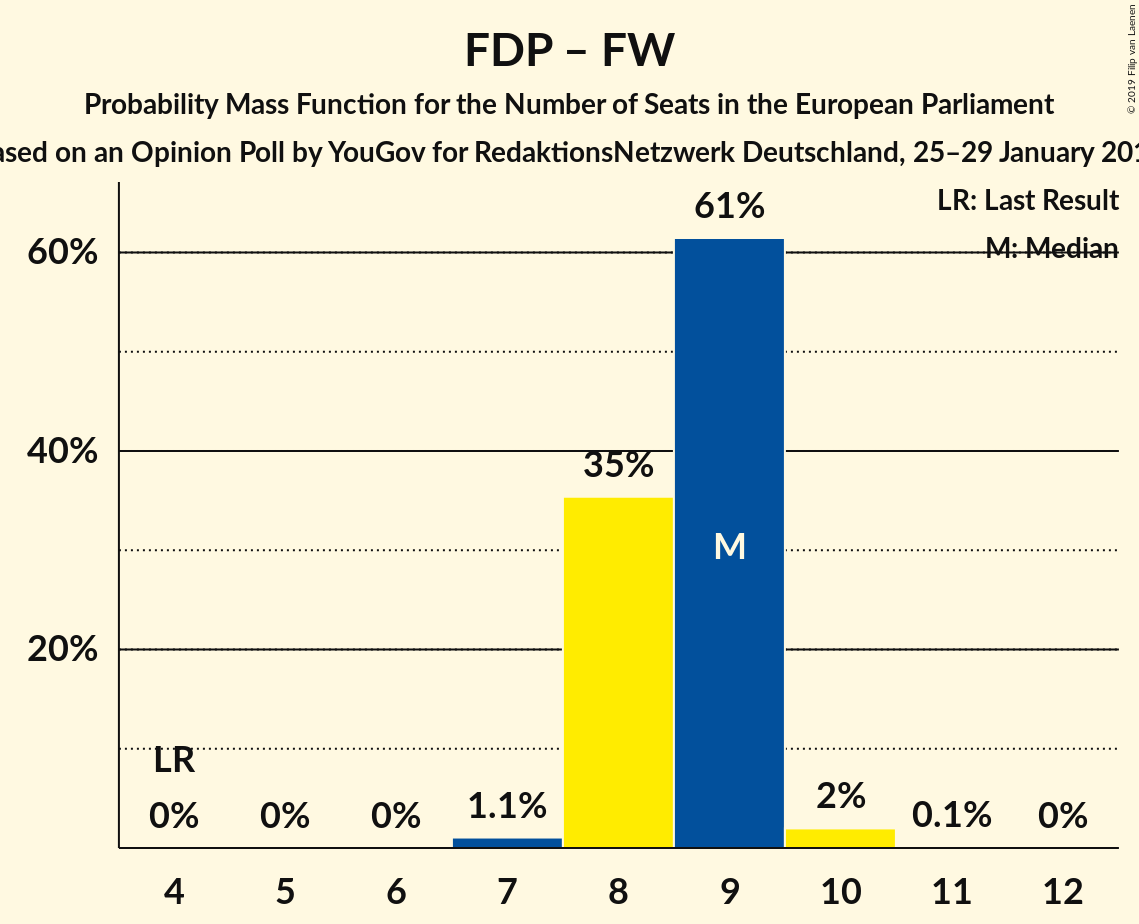 FDP – FW
Probability Mass Function for the Number of Seats in the European Parliament
on an Opinion Poll by YouGov for RedaktionsNetzwerk Deutschland, 25–29 January
© 2019 Filip van Laenen
LR: Last Result
M: Median
61%
60%
40%
35%
M
20%
LR
0%
0%
0%
1.1%
2%
0.1%
0%
4
5
6
7
8
9
10
11
12